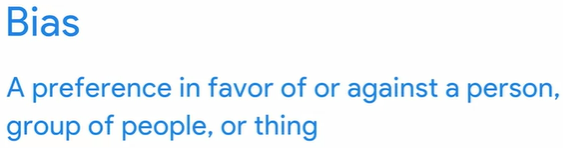 Bias
A preference in favor of or against a person,
group of people, or thing